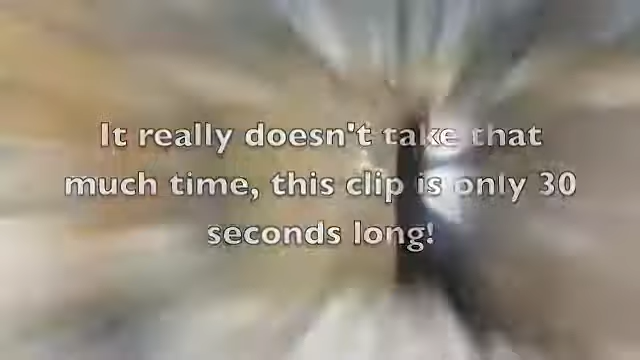 It really doesn't take that
much time, this clip is only 30
seconds long!